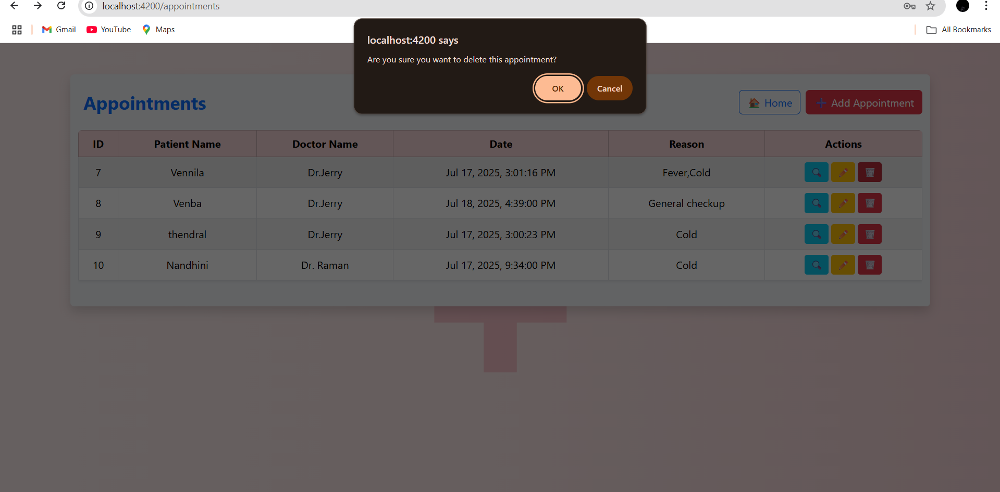 localhost:4200/appointments
Gmail YouTube Maps All Bookmarks
localhost:4200 says
Are you sure you want to delete this appointment?
OK Cancel
Appointments Home Add Appointment
ID Patient Name Doctor Name Date Reason Actions
7 Vennila Dr.Jerry Jul 17, 2025, 3:01:16 PM Fever,Cold
8 Venba Dr.Jerry Jul 18, 2025, 4:39:00 PM General checkup
9 thendral Dr.Jerry Jul 17, 2025, 3:00:23 PM Cold
10 Nandhini Dr. Raman Jul 17, 2025, 9:34:00 PM Cold